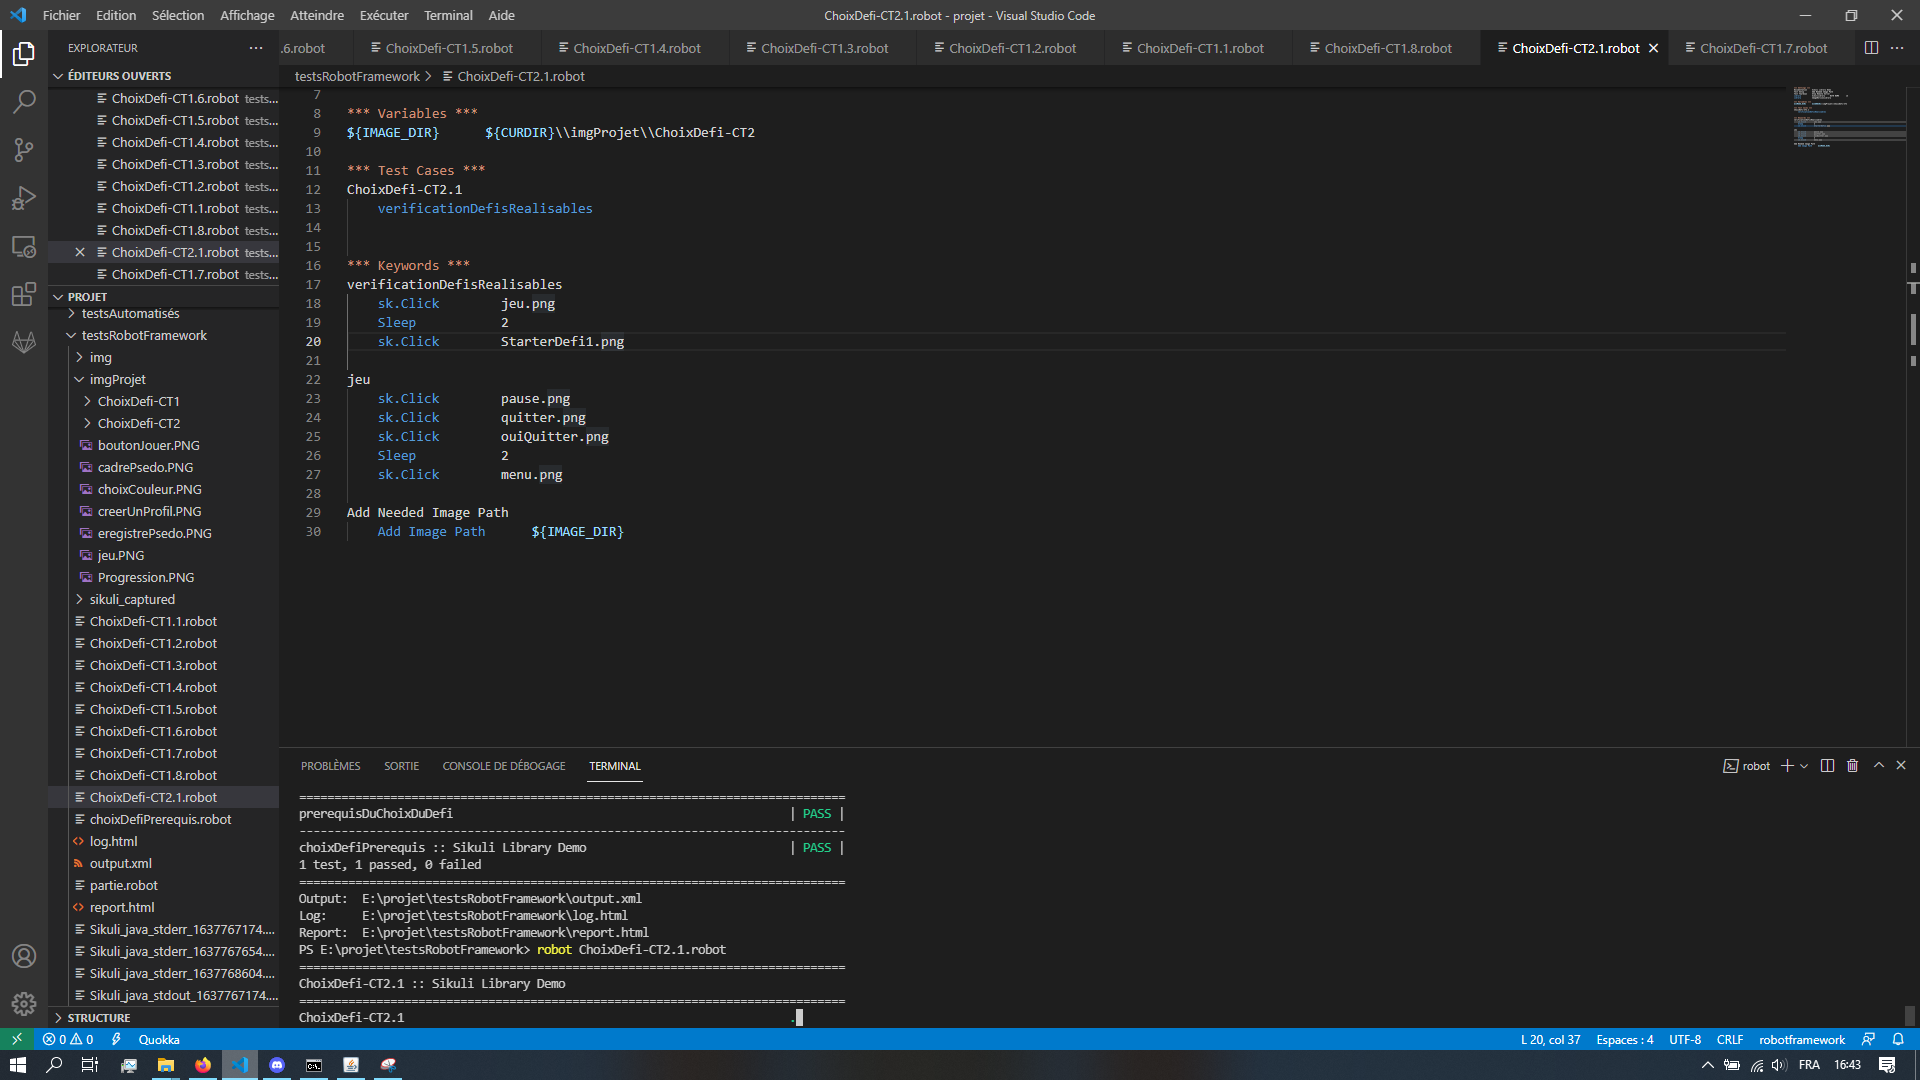 Fichier Edition Sélection Affichage Atteindre Exécuter Terminal Aide
ChoixDefi-CT2.1.robot - projet - Visual Studio Code
EXPLORATEUR
.6.robot ChoixDefi-CT1.5.robot ChoixDefi-CT1.4.robot ChoixDefi-CT1.3.robot ChoixDefi-CT1.2.robot ChoixDefi-CT1.1.robot ChoixDefi-CT1.8.robot ChoixDefi-CT2.1.robot ChoixDefi-CT1.7.robot
ÉDITEURS OUVERTS
ChoixDefi-CT1.6.robot tests...
ChoixDefi-CT1.5.robot tests...
ChoixDefi-CT1.4.robot tests...
ChoixDefi-CT1.3.robot tests...
ChoixDefi-CT1.2.robot tests...
ChoixDefi-CT1.1.robot tests...
ChoixDefi-CT1.8.robot tests...
ChoixDefi-CT2.1.robot tests...
ChoixDefi-CT1.7.robot tests...
PROJET
testsAutomatisés
testsRobotFramework
img
imgProjet
ChoixDefi-CT1
ChoixDefi-CT2
boutonJouer.PNG
cadrePsedo.PNG
choixCouleur.PNG
creerUnProfil.PNG
eregistrePsedo.PNG
jeu.PNG
Progression.PNG
sikuli_captured
ChoixDefi-CT1.1.robot
ChoixDefi-CT1.2.robot
ChoixDefi-CT1.3.robot
ChoixDefi-CT1.4.robot
ChoixDefi-CT1.5.robot
ChoixDefi-CT1.6.robot
ChoixDefi-CT1.7.robot
ChoixDefi-CT1.8.robot
ChoixDefi-CT2.1.robot
choixDefiPrerequis.robot
log.html
output.xml
partie.robot
report.html
Sikuli_java_stderr_1637767174....
Sikuli_java_stderr_1637767654....
Sikuli_java_stderr_1637768604....
Sikuli_java_stdout_1637767174....
STRUCTURE
testsRobotFramework > ChoixDefi-CT2.1.robot
7
8 *** Variables ***
9 ${IMAGE_DIR} ${CURDIR}\\imgProjet\\ChoixDefi-CT2
10
11 *** Test Cases ***
12 ChoixDefi-CT2.1
13 verificationDefisRealisables
14
15
16 *** Keywords ***
17 verificationDefisRealisables
18 sk.Click jeu.png
19 Sleep 2
20 sk.Click StarterDefi1.png
21
22 jeu
23 sk.Click pause.png
24 sk.Click quitter.png
25 sk.Click ouiQuitter.png
26 Sleep 2
27 sk.Click menu.png
28
29 Add Needed Image Path
30 Add Image Path ${IMAGE_DIR}
PROBLÈMES SORTIE CONSOLE DE DÉBOGAGE TERMINAL
robot
==============================================================================
prerequisDuChoixDuDefi | PASS |
------------------------------------------------------------------------------
choixDefiPrerequis :: Sikuli Library Demo | PASS |
1 test, 1 passed, 0 failed
==============================================================================
Output: E:\projet\testsRobotFramework\output.xml
Log: E:\projet\testsRobotFramework\log.html
Report: E:\projet\testsRobotFramework\report.html
PS E:\projet\testsRobotFramework> robot ChoixDefi-CT2.1.robot
==============================================================================
ChoixDefi-CT2.1 :: Sikuli Library Demo
==============================================================================
ChoixDefi-CT2.1 .
0 0 Quokka
L 20, col 37 Espaces : 4 UTF-8 CRLF robotframework
FRA 16:43